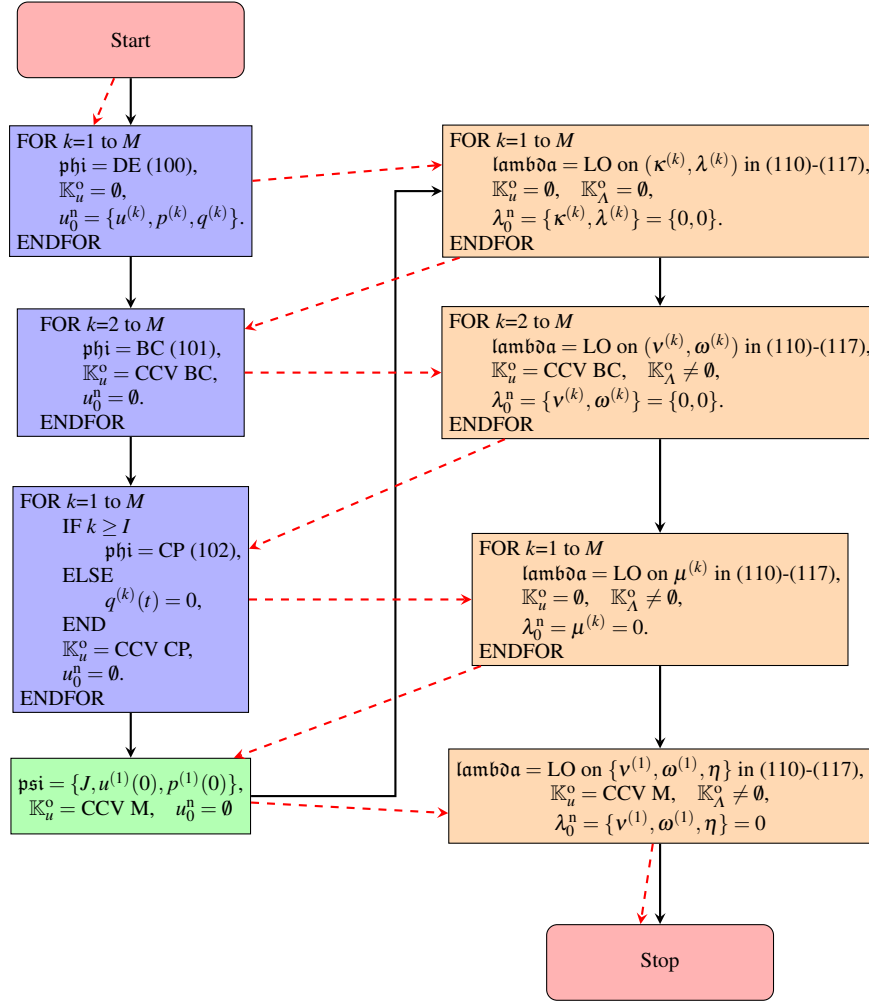 Start
FOR k=1 to M
𝔭𝔥𝔦 = DE (100),
𝕂ᵤᵒ = ∅,
u₀ⁿ = {u⁽ᵏ⁾, p⁽ᵏ⁾, q⁽ᵏ⁾}.
ENDFOR
FOR k=2 to M
𝔭𝔥𝔦 = BC (101),
𝕂ᵤᵒ = CCV BC,
u₀ⁿ = ∅.
ENDFOR
FOR k=1 to M
IF k ≥ I
𝔭𝔥𝔦 = CP (102),
ELSE
q⁽ᵏ⁾(t) = 0,
END
𝕂ᵤᵒ = CCV CP,
u₀ⁿ = ∅.
ENDFOR
𝔭𝔰𝔦 = {J, u⁽¹⁾(0), p⁽¹⁾(0)},
𝕂ᵤᵒ = CCV M, u₀ⁿ = ∅
FOR k=1 to M
𝔩𝔞𝔪𝔟𝔡𝔞 = LO on (κ⁽ᵏ⁾, λ⁽ᵏ⁾) in (110)-(117),
𝕂ᵤᵒ = ∅, 𝕂_Λᵒ = ∅,
λ₀ⁿ = {κ⁽ᵏ⁾, λ⁽ᵏ⁾} = {0,0}.
ENDFOR
FOR k=2 to M
𝔩𝔞𝔪𝔟𝔡𝔞 = LO on (ν⁽ᵏ⁾, ω⁽ᵏ⁾) in (110)-(117),
𝕂ᵤᵒ = CCV BC, 𝕂_Λᵒ ≠ ∅,
λ₀ⁿ = {ν⁽ᵏ⁾, ω⁽ᵏ⁾} = {0,0}.
ENDFOR
FOR k=1 to M
𝔩𝔞𝔪𝔟𝔡𝔞 = LO on μ⁽ᵏ⁾ in (110)-(117),
𝕂ᵤᵒ = ∅, 𝕂_Λᵒ ≠ ∅,
λ₀ⁿ = μ⁽ᵏ⁾ = 0.
ENDFOR
𝔩𝔞𝔪𝔟𝔡𝔞 = LO on {ν⁽¹⁾, ω⁽¹⁾, η} in (110)-(117),
𝕂ᵤᵒ = CCV M, 𝕂_Λᵒ ≠ ∅,
λ₀ⁿ = {ν⁽¹⁾, ω⁽¹⁾, η} = 0
Stop